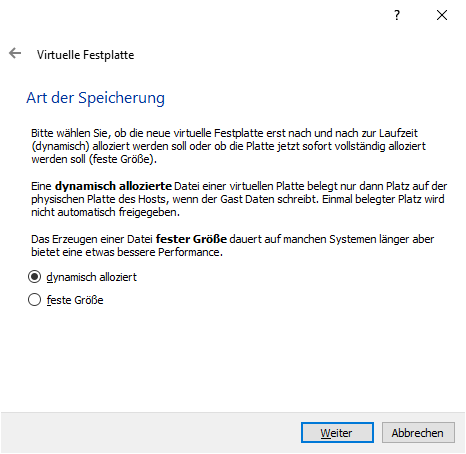 ?
Virtuelle Festplatte
Art der Speicherung
Bitte wählen Sie, ob die neue virtuelle Festplatte erst nach und nach zur Laufzeit
(dynamisch) alloziert werden soll oder ob die Platte jetzt sofort vollständig alloziert
werden soll (feste Größe).
Eine dynamisch allozierte Datei einer virtuellen Platte belegt nur dann Platz auf der
physischen Platte des Hosts, wenn der Gast Daten schreibt. Einmal belegter Platz wird
nicht automatisch freigegeben.
Das Erzeugen einer Datei fester Größe dauert auf manchen Systemen länger aber
bietet eine etwas bessere Performance.
dynamisch alloziert
feste Größe
Weiter
Abbrechen